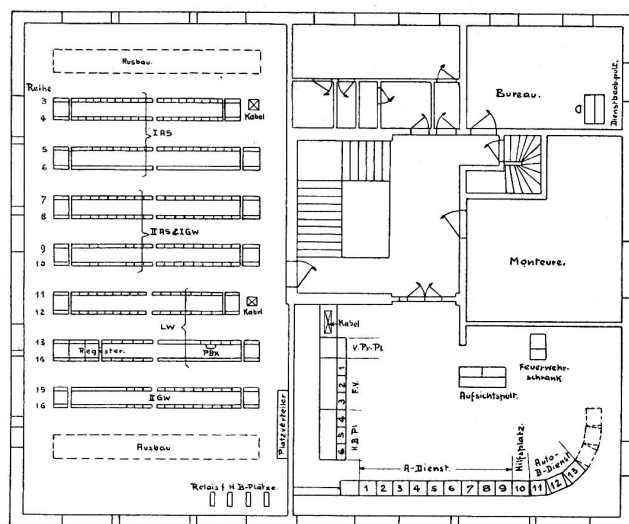 Ausbau.
Reihe
3
4
Kabel
I AS
5
6
7
8
II AS & I GW
9
10
11
12
Kabel
LW
13
14
Register.
PBX
15
16
II GW
Ausbau
Relais f. H.B-Plätze.
Platzverteiler
Bureau.
Dienstbeob.pult.
Monteure.
Kabel
V.-Pr.-Pl.
1
2
3
F.V.
4
5
6
H.B.Pl.
Feuerwehr-
schrank.
Aufsichtspult.
A-Dienst.
Hilfsplatz.
Auto-
B-Dienst
1 2 3 4 5 6 7 8 9 10 11 12 13